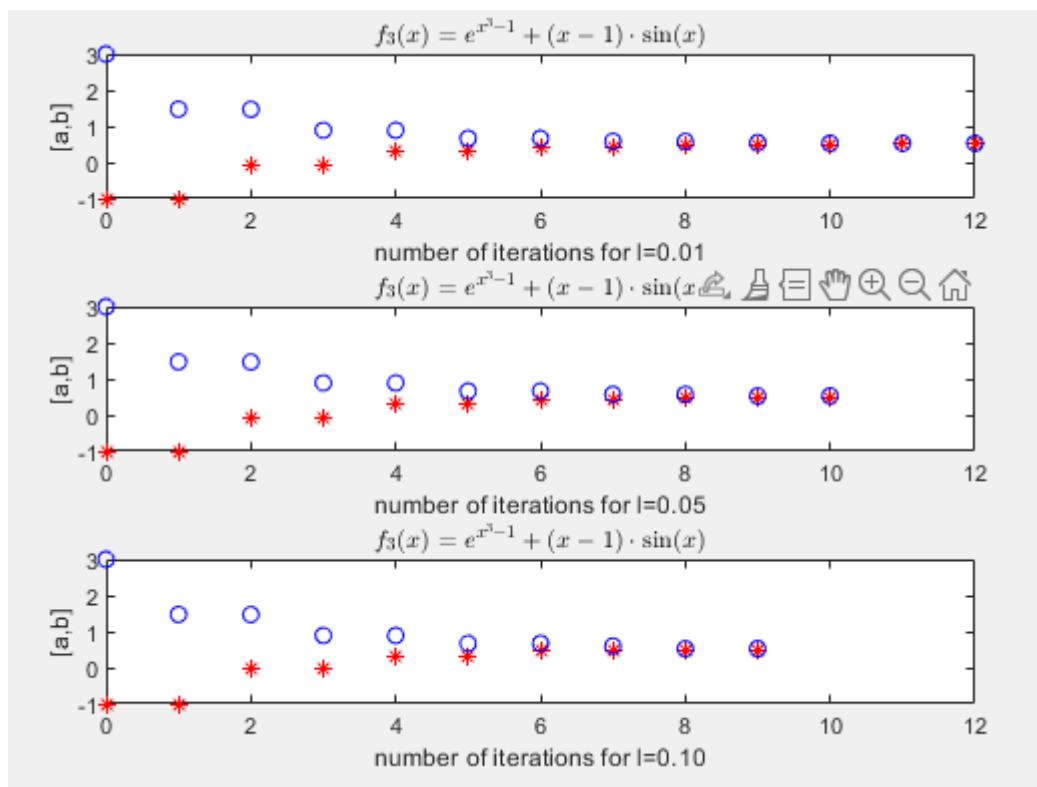 f₃(x) = e^{x³−1} + (x − 1) · sin(x)
3
2
1
0
-1
[a,b]
0 2 4 6 8 10 12
number of iterations for l=0.01
f₃(x) = e^{x³−1} + (x − 1) · sin(x
3
2
1
0
-1
[a,b]
0 2 4 6 8 10 12
number of iterations for l=0.05
f₃(x) = e^{x³−1} + (x − 1) · sin(x)
3
2
1
0
-1
[a,b]
0 2 4 6 8 10 12
number of iterations for l=0.10